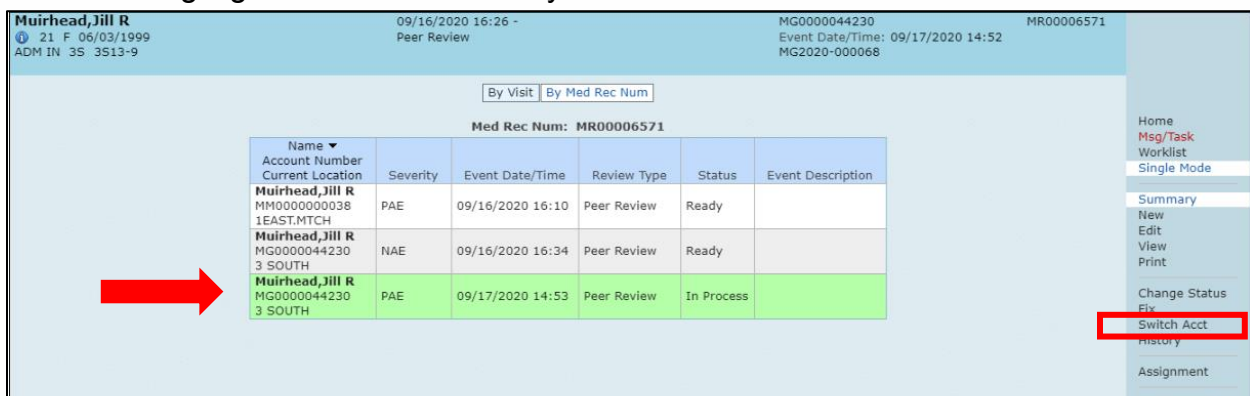 Muirhead,Jill R 09/16/2020 16:26 - MG0000044230 MR00006571
21 F 06/03/1999 Peer Review Event Date/Time: 09/17/2020 14:52
ADM IN 3S 3S13-9 MG2020-000068
By Visit By Med Rec Num
Med Rec Num: MR00006571
Name ▼
Account Number
Current Location Severity Event Date/Time Review Type Status Event Description
Muirhead,Jill R
MM0000000038 PAE 09/16/2020 16:10 Peer Review Ready
1EAST.MTCH
Muirhead,Jill R
MG0000044230 NAE 09/16/2020 16:34 Peer Review Ready
3 SOUTH
Muirhead,Jill R
MG0000044230 PAE 09/17/2020 14:53 Peer Review In Process
3 SOUTH
Home
Msg/Task
Worklist
Single Mode
Summary
New
Edit
View
Print
Change Status
Fix
Switch Acct
History
Assignment